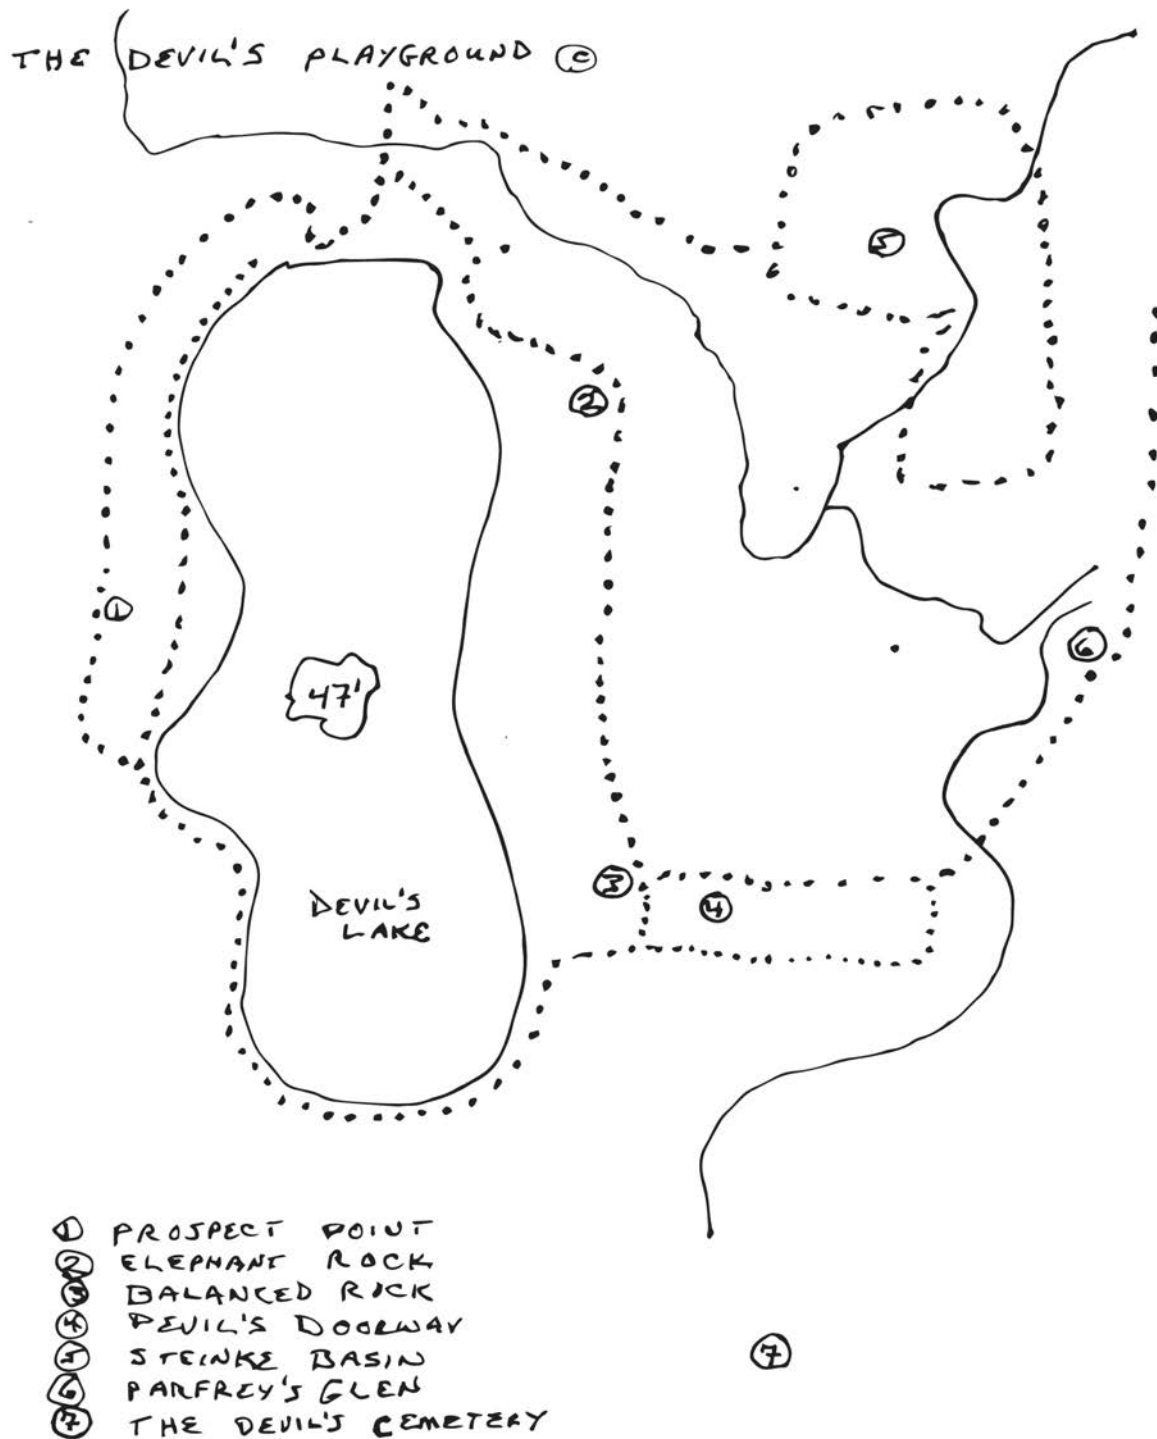 THE DEVIL'S PLAYGROUND ©
5
2
1
6
47'
3
4
DEVIL'S
LAKE
1 PROSPECT POINT
2 ELEPHANT ROCK
3 BALANCED ROCK
4 DEVIL'S DOORWAY
5 STEINKE BASIN
6 PARFREY'S GLEN
7 THE DEVIL'S CEMETERY
7